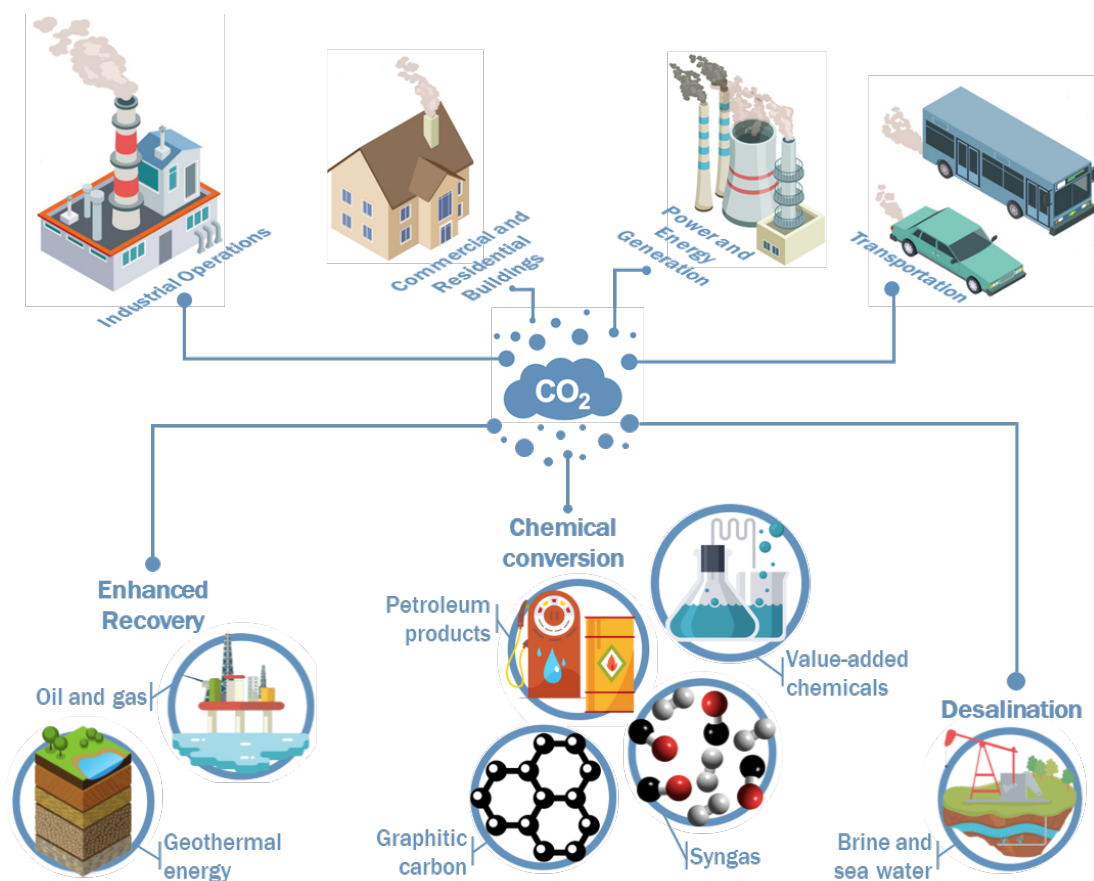 Industrial Operations
Commercial and
Residential
Buildings
Power and
Energy
Generation
Transportation
CO₂
Enhanced
Recovery
Oil and gas
Geothermal
energy
Chemical
conversion
Petroleum
products
Value-added
chemicals
Graphitic
carbon
Syngas
Desalination
Brine and
sea water